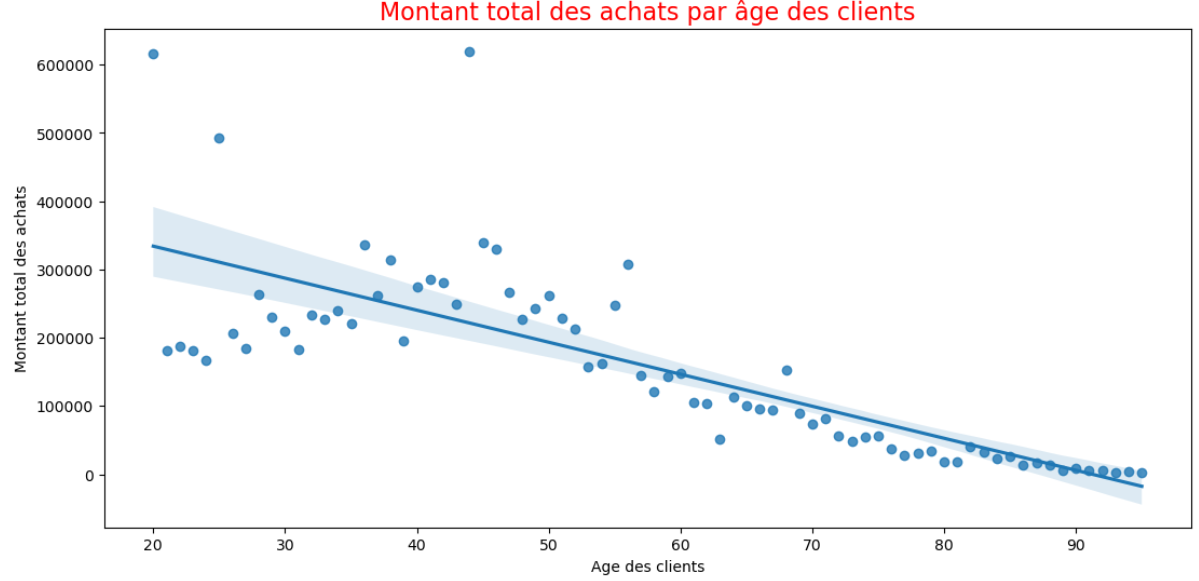 Montant total des achats par âge des clients
600000
500000
400000
300000
200000
100000
0
Montant total des achats
20 30 40 50 60 70 80 90
Age des clients